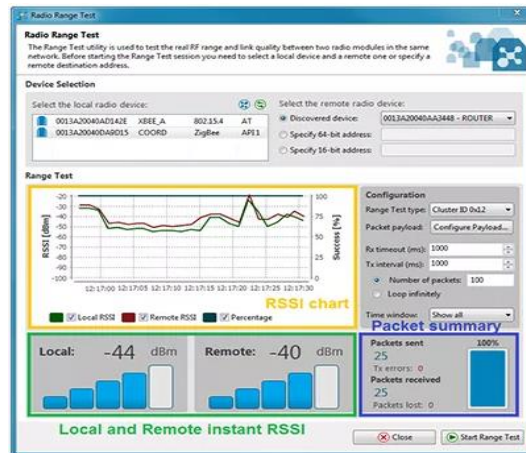 Radio Range Test
Radio Range Test
The Range Test utility is used to test the real RF range and link quality between two radio modules in the same
network. Before starting the Range Test session you need to select a local device and a remote one or specify a
remote destination address.
Device Selection
Select the local radio device:
0013A20040AD142E XBEE_A 802.15.4 AT
0013A20040DA9D15 COORD ZigBee API1
Select the remote radio device:
Discovered device: 0013A20040AA3448 - ROUTER
Specify 64-bit address:
Specify 16-bit address:
Range Test
RSSI [dBm]
-20
-30
-40
-50
-60
-70
-80
-90
-100
100
75
50
25
0
Success [%]
12:17:00 12:17:05 12:17:10 12:17:15 12:17:20 12:17:25 12:17:30
RSSI chart
Local RSSI Remote RSSI Percentage
Configuration
Range Test type: Cluster ID 0x12
Packet payload: Configure Payload...
Rx timeout (ms): 1000
Tx interval (ms): 1000
Number of packets: 100
Loop infinitely
Time window: Show all
Packet summary
Local: -44 dBm
Remote: -40 dBm
Packets sent
25
Tx errors: 0
Packets received
25
Packets lost: 0
100%
Local and Remote instant RSSI
Close
Start Range Test